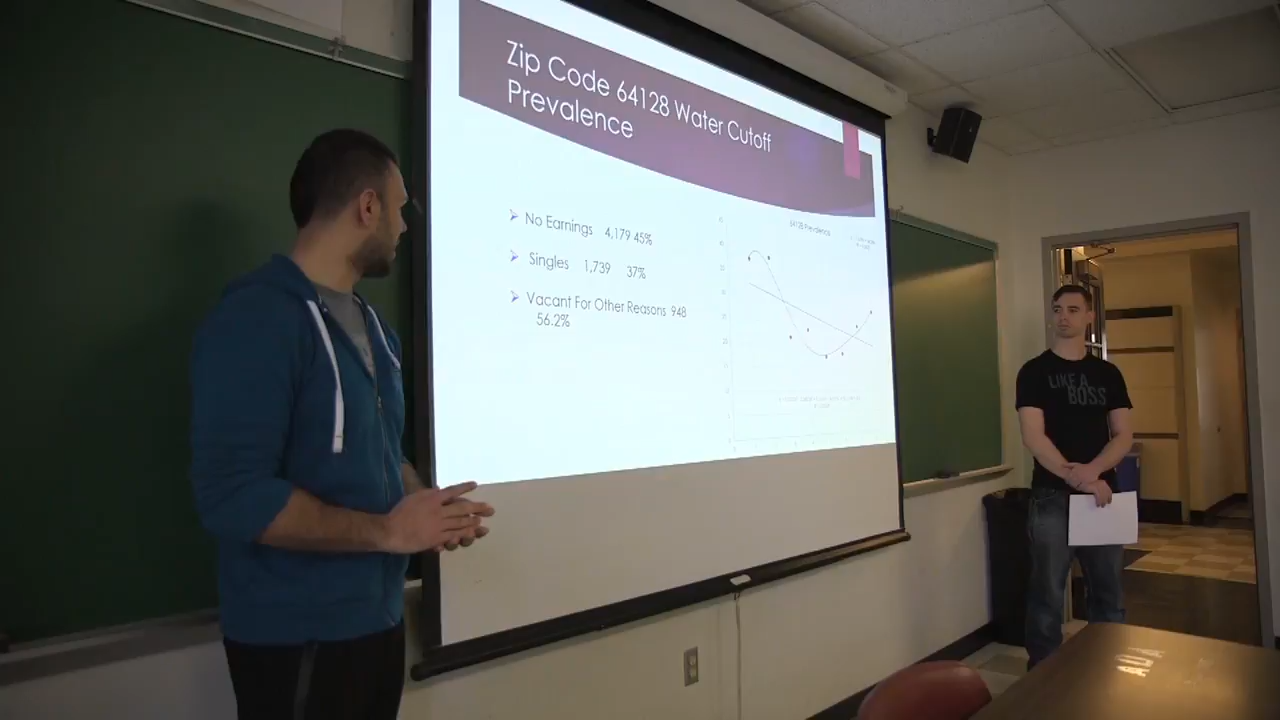 Zip Code 64128 Water Cutoff
Prevalence
No Earnings 4,179 45%
Singles 1,739 37%
Vacant For Other Reasons 948
56.2%
64128 Prevalence
LIKE A
BOSS